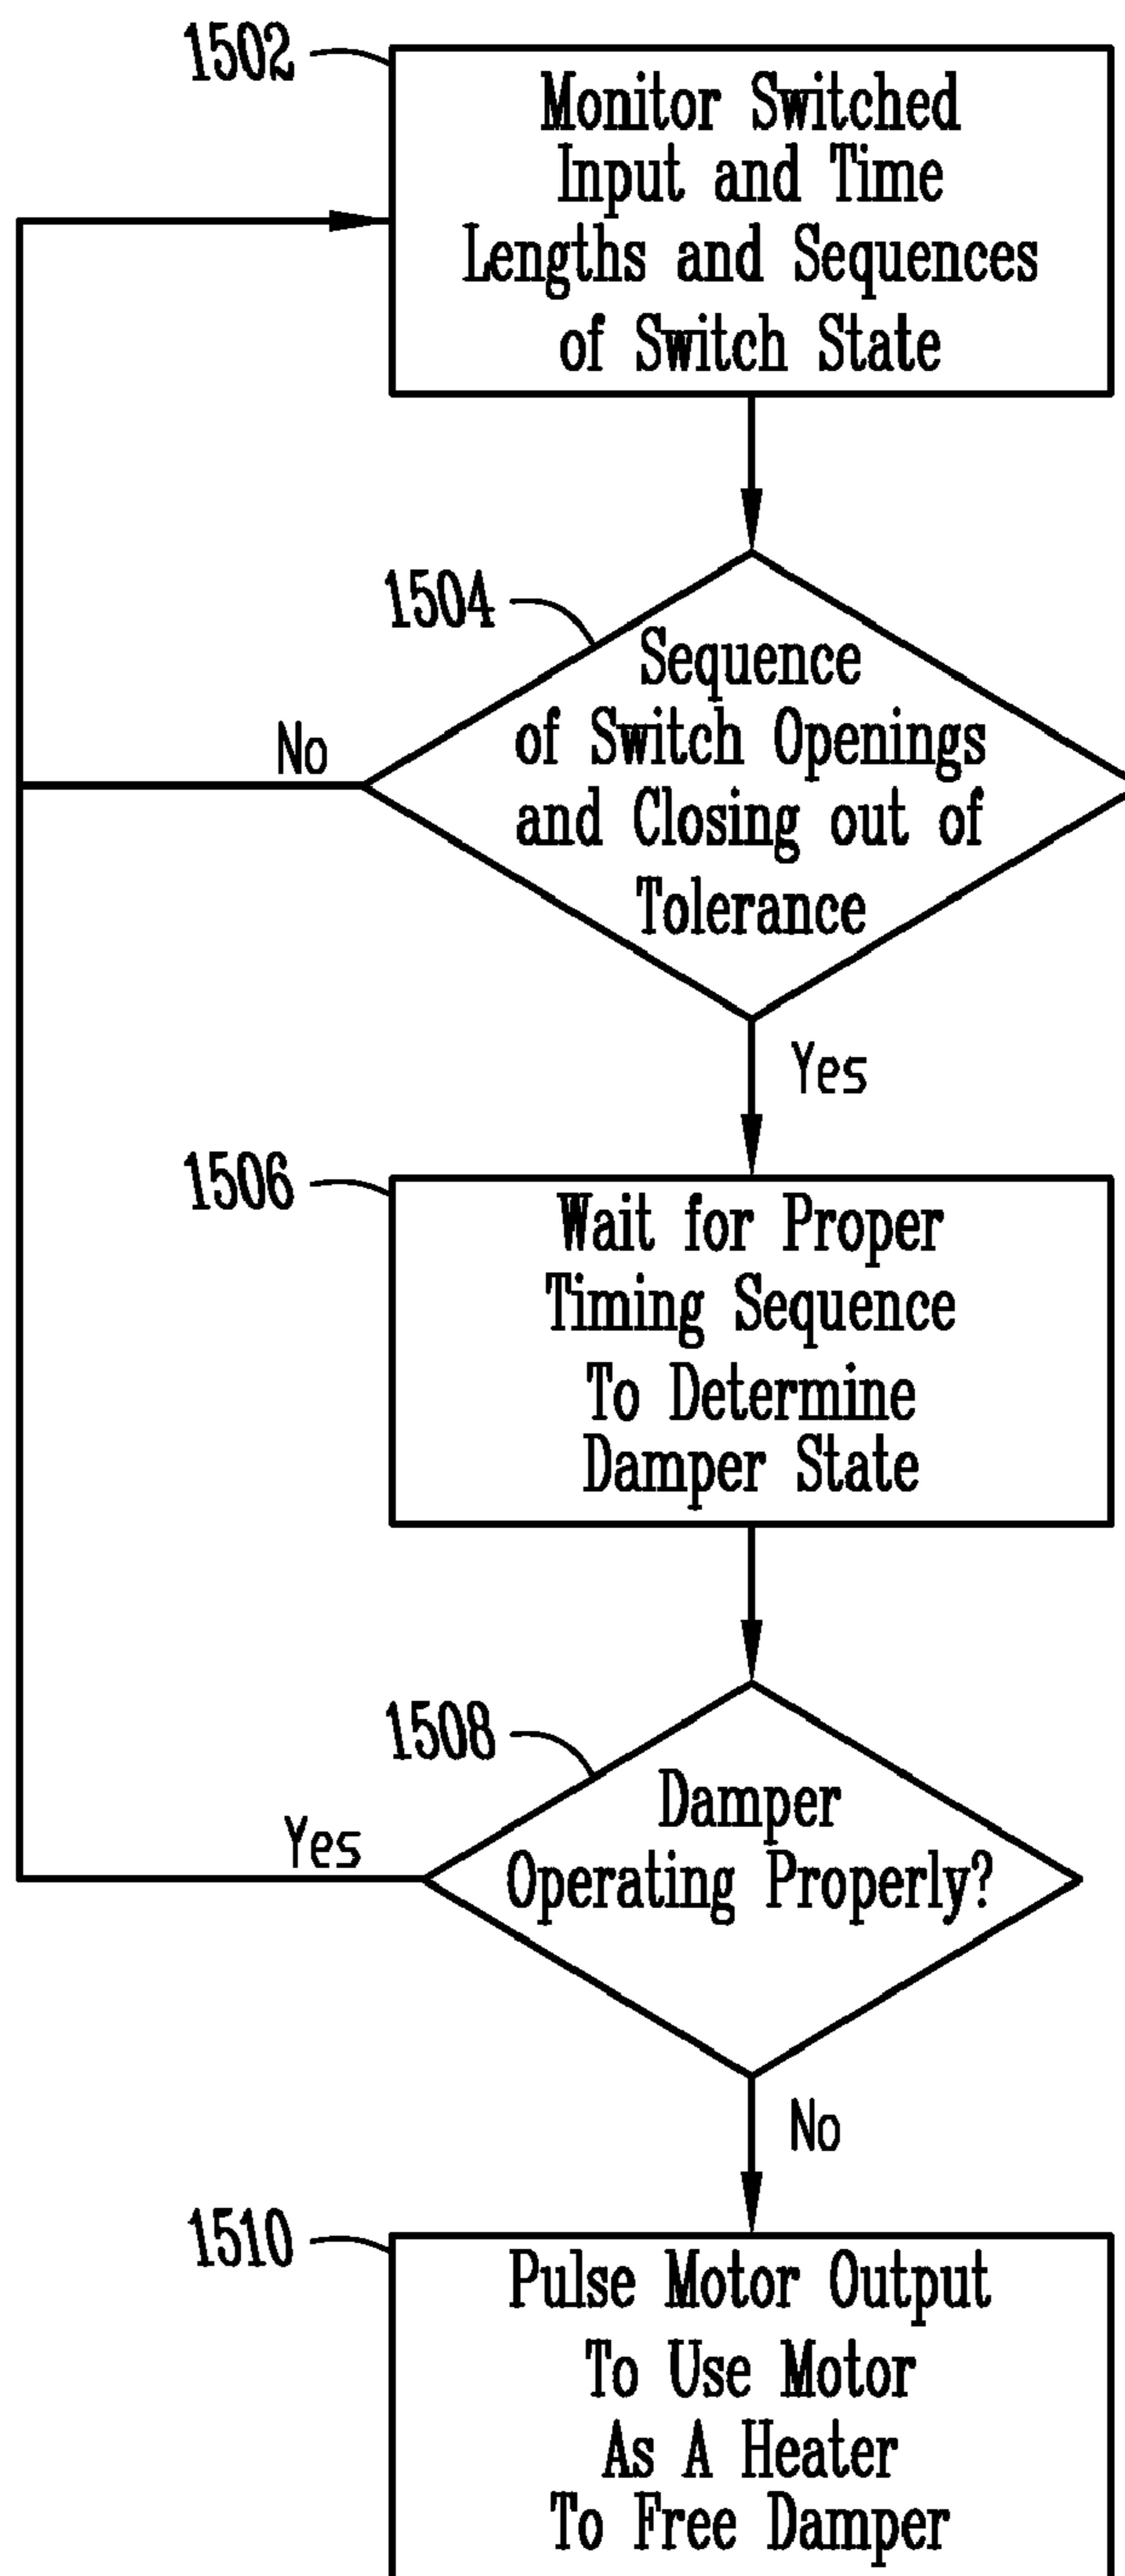 1502
Monitor Switched
Input and Time
Lengths and Sequences
of Switch State
1504
Sequence
of Switch Openings
and Closing out of
Tolerance
No
Yes
1506
Wait for Proper
Timing Sequence
To Determine
Damper State
1508
Damper
Operating Properly?
Yes
No
1510
Pulse Motor Output
To Use Motor
As A Heater
To Free Damper